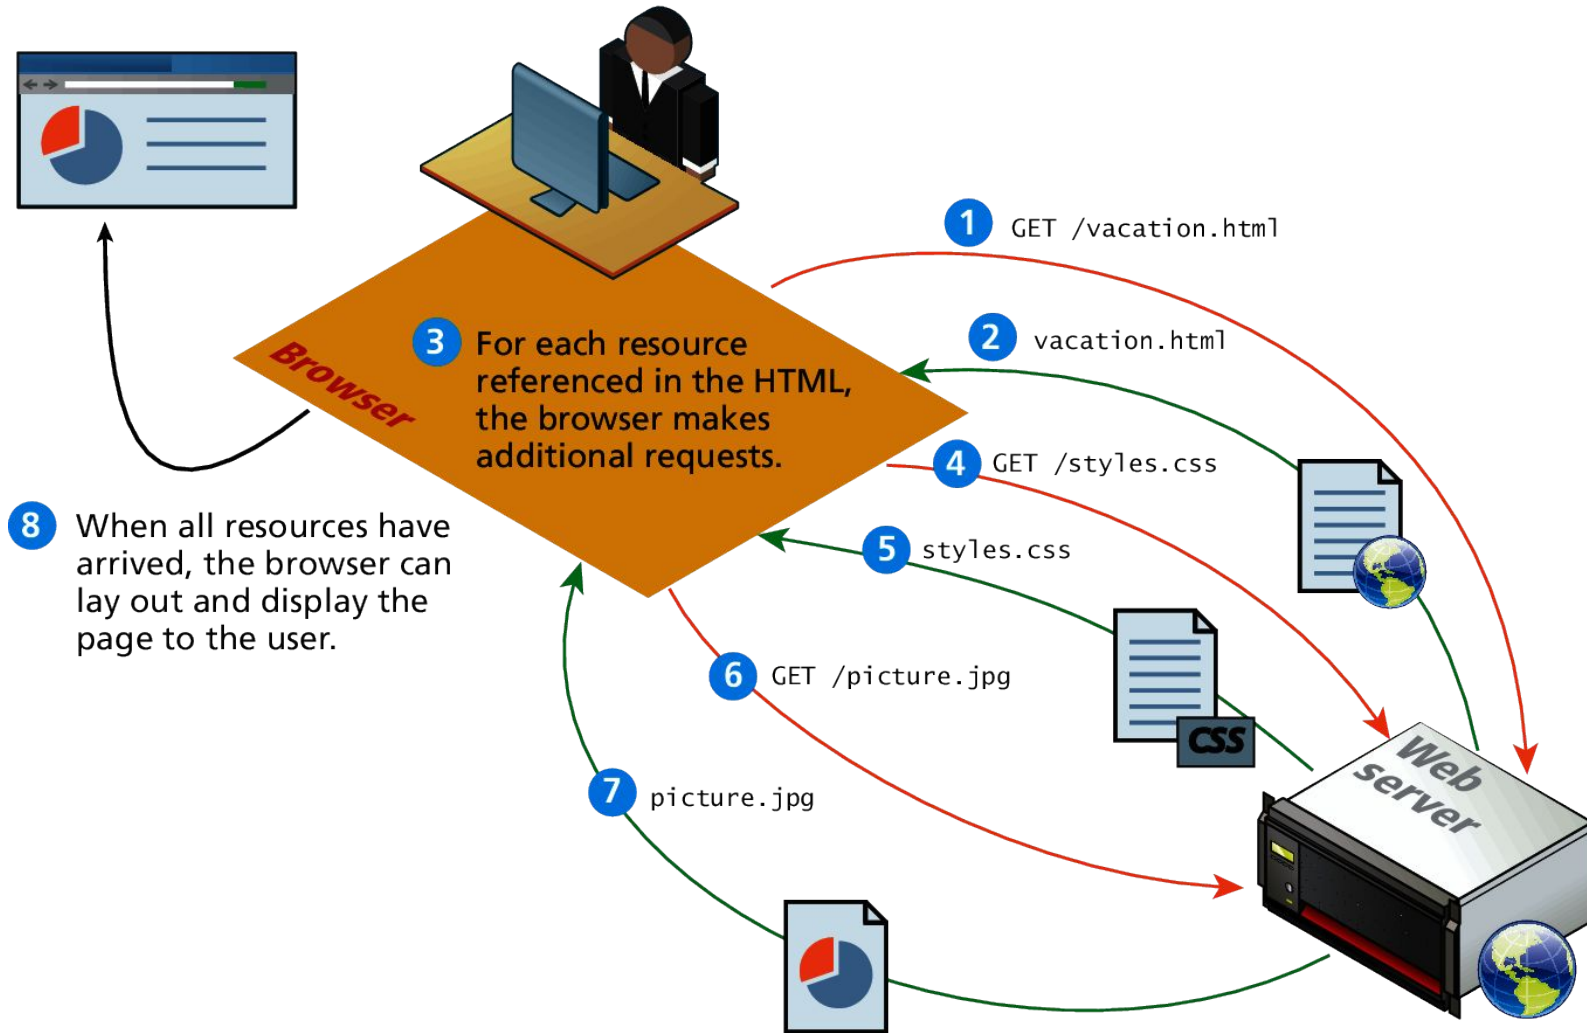 1 GET /vacation.html
2 vacation.html
Browser
3 For each resource
referenced in the HTML,
the browser makes
additional requests.
4 GET /styles.css
5 styles.css
CSS
6 GET /picture.jpg
7 picture.jpg
Web
server
8 When all resources have
arrived, the browser can
lay out and display the
page to the user.